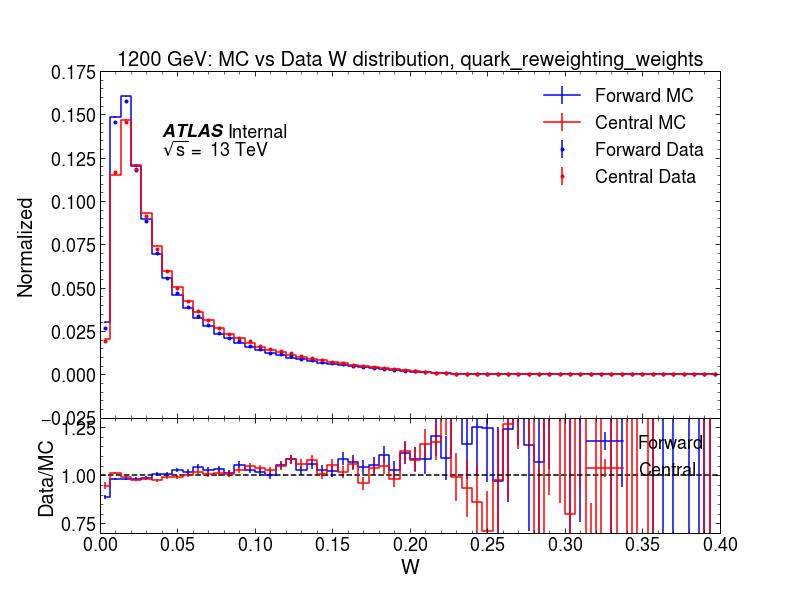 1200 GeV: MC vs Data W distribution, quark_reweighting_weights
Normalized
0.175
0.150
0.125
0.100
0.075
0.050
0.025
0.000
−0.025
ATLAS Internal
√s = 13 TeV
Forward MC
Central MC
Forward Data
Central Data
Data/MC
1.25
1.00
0.75
Forward
Central
0.00 0.05 0.10 0.15 0.20 0.25 0.30 0.35 0.40
W